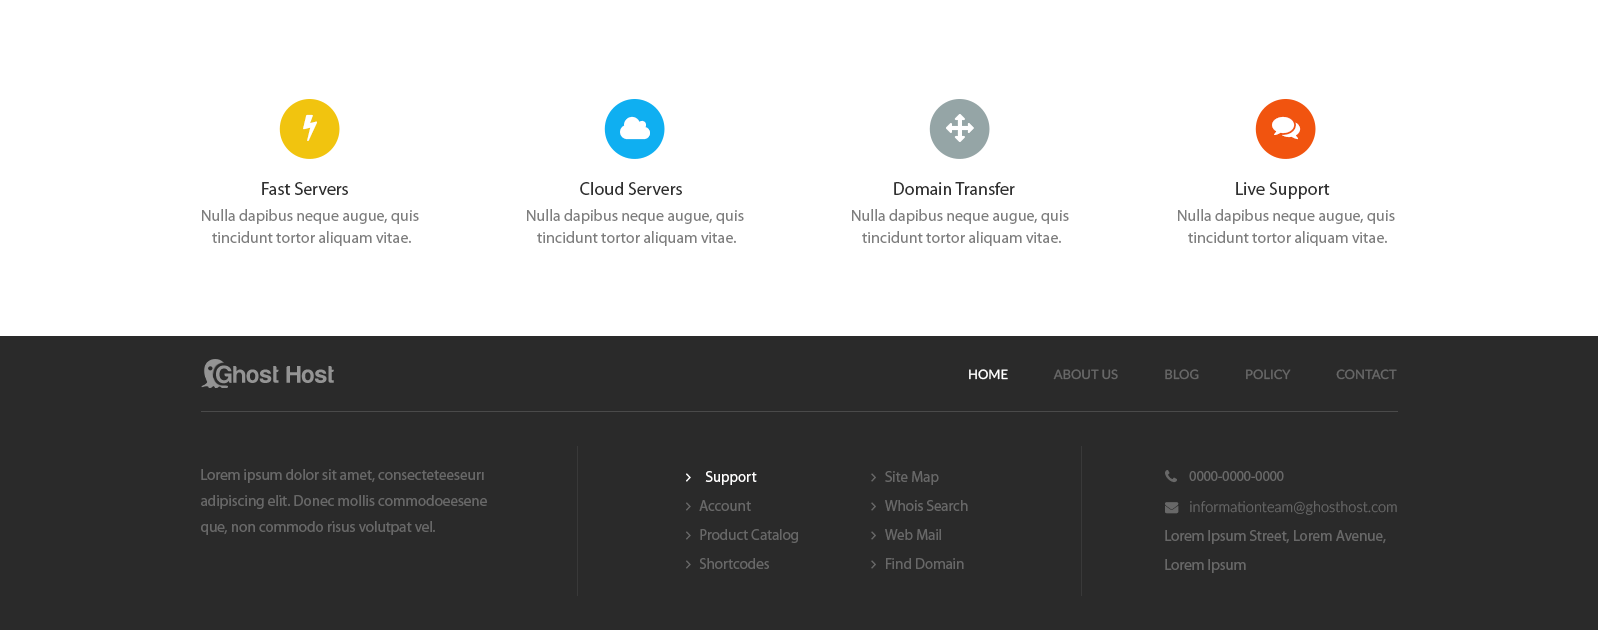 Fast Servers
Nulla dapibus neque augue, quis
tincidunt tortor aliquam vitae.
Cloud Servers
Nulla dapibus neque augue, quis
tincidunt tortor aliquam vitae.
Domain Transfer
Nulla dapibus neque augue, quis
tincidunt tortor aliquam vitae.
Live Support
Nulla dapibus neque augue, quis
tincidunt tortor aliquam vitae.
Ghost Host
HOME ABOUT US BLOG POLICY CONTACT
Lorem ipsum dolor sit amet,
adipiscing elit. Donec mollis commodoeesene
que, non commodo risus volutpat vel.
Support
Account
Product Catalog
Shortcodes
Site Map
Whois Search
Web Mail
Find Domain
0000-0000-0000
informationteam@ghosthost.com
Lorem Ipsum Street, Lorem Avenue,
Lorem Ipsum